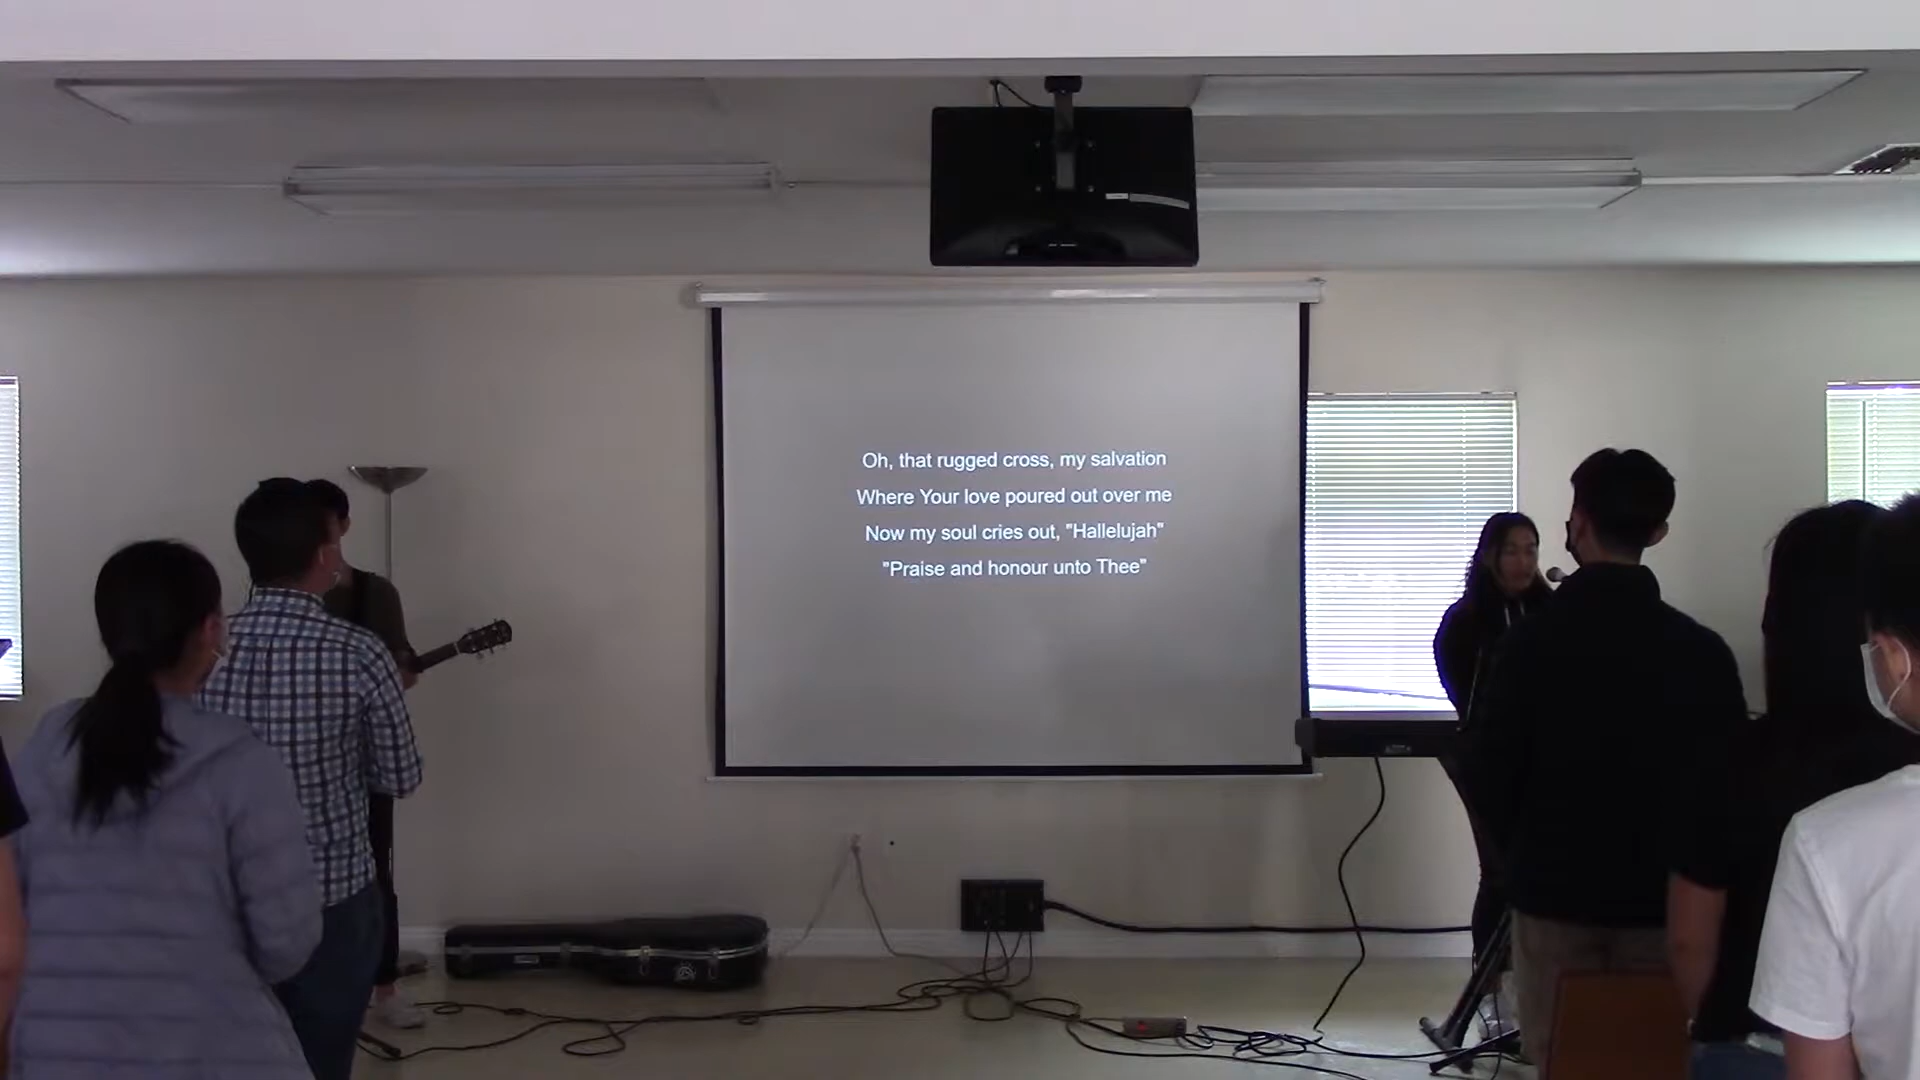 Oh, that rugged cross, my salvation
Where Your love poured out over me
Now my soul cries out, "Hallelujah"
"Praise and honour unto Thee"